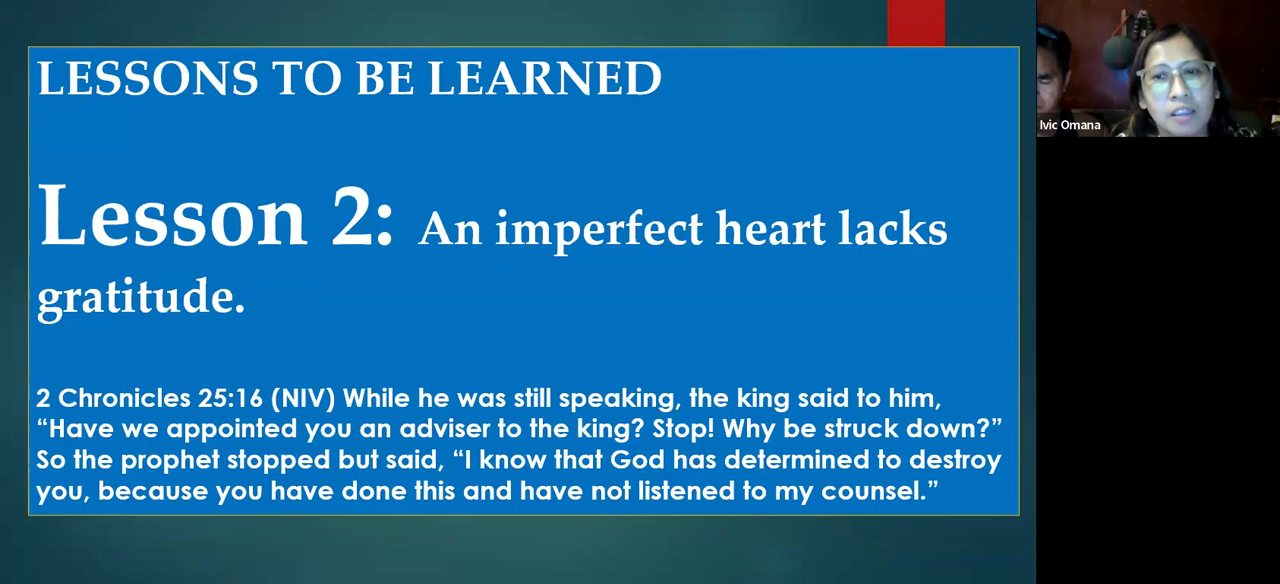 LESSONS TO BE LEARNED
Lesson 2: An imperfect heart lacks
gratitude.
2 Chronicles 25:16 (NIV) While he was still speaking, the king said to him,
“Have we appointed you an adviser to the king? Stop! Why be struck down?”
So the prophet stopped but said, “I know that God has determined to destroy
you, because you have done this and have not listened to my counsel.”
Ivic Omana